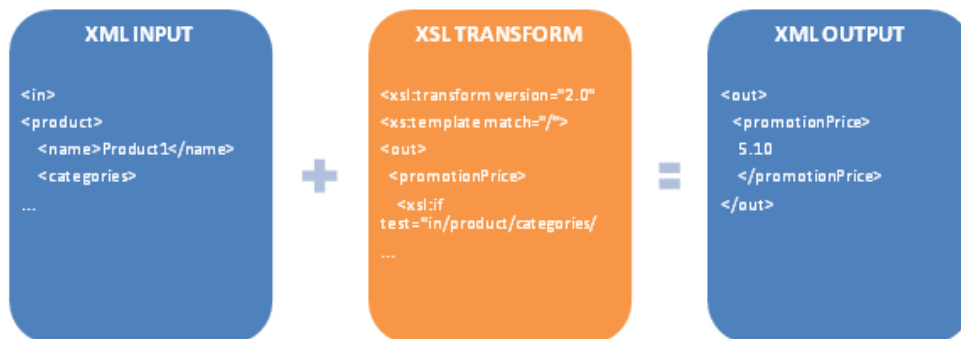 XML INPUT
<in>
<product>
<name>Product1</name>
<categories>
...
+
XSL TRANSFORM
<xsl:transform version="2.0"
<xs:template match="/">
<out>
<promotionPrice>
<xsl:if
test="in/product/categories/
...
=
XML OUTPUT
<out>
<promotionPrice>
5.10
</promotionPrice>
</out>